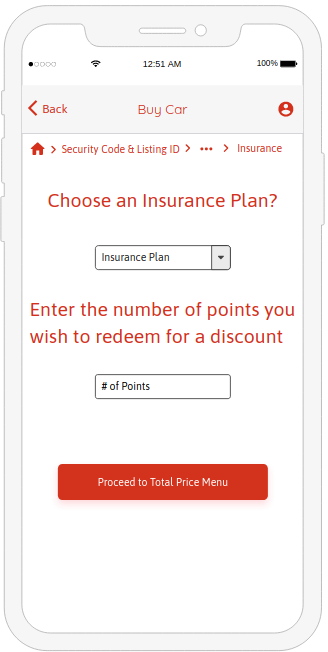 12:51 AM
100%
Back
Buy Car
Security Code & Listing ID
Insurance
Choose an Insurance Plan?
Insurance Plan
Enter the number of points you
wish to redeem for a discount
# of Points
Proceed to Total Price Menu